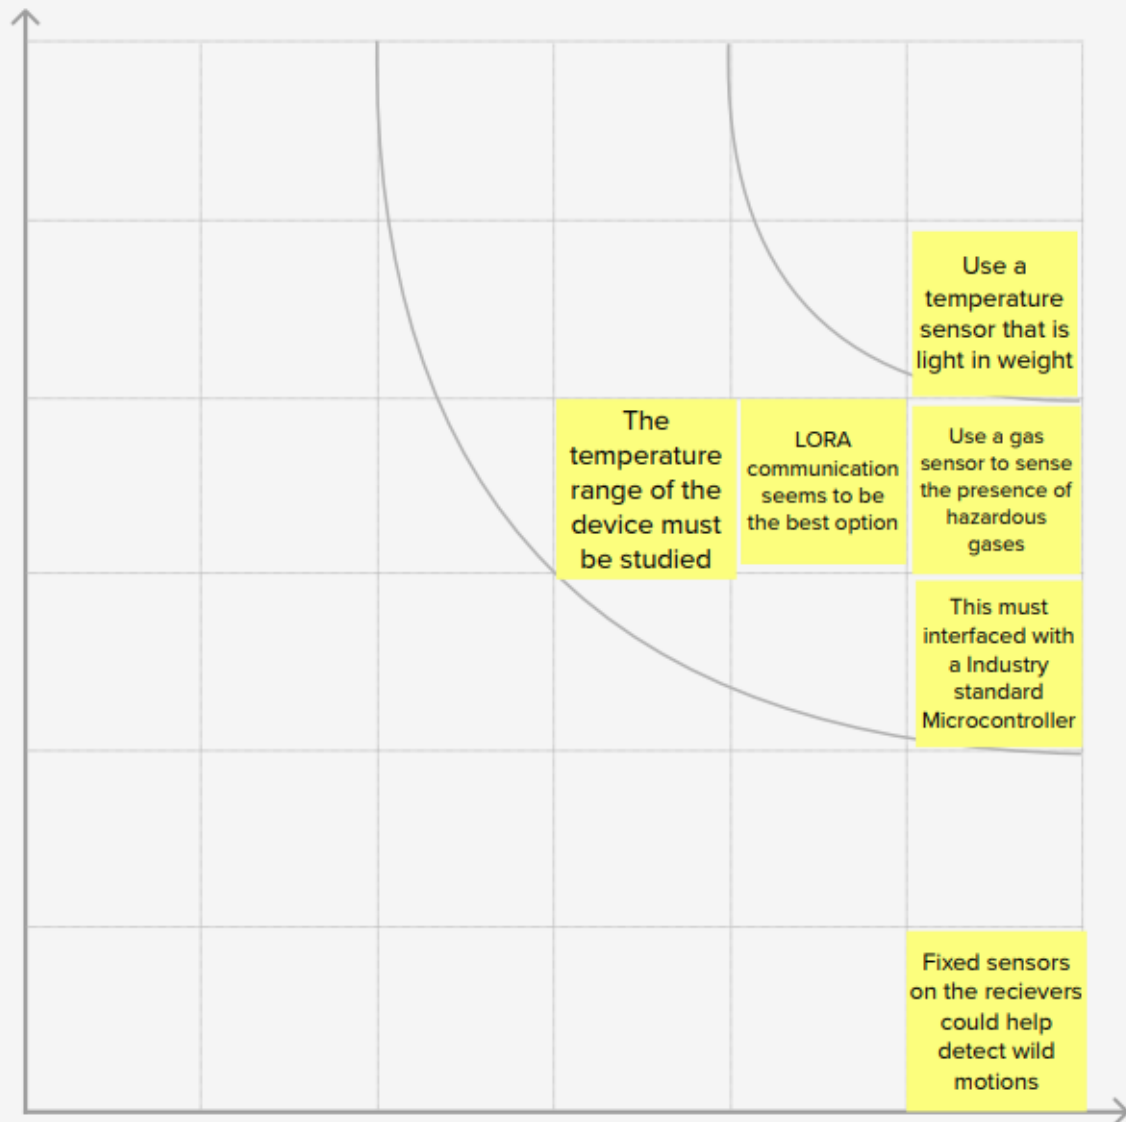 Use a
temperature
sensor that is
light in weight
The
temperature
range of the
device must
be studied
LORA
communication
seems to be
the best option
Use a gas
sensor to sense
the presence of
hazardous
gases
This must
interfaced with
a Industry
standard
Microcontroller
Fixed sensors
on the recievers
could help
detect wild
motions